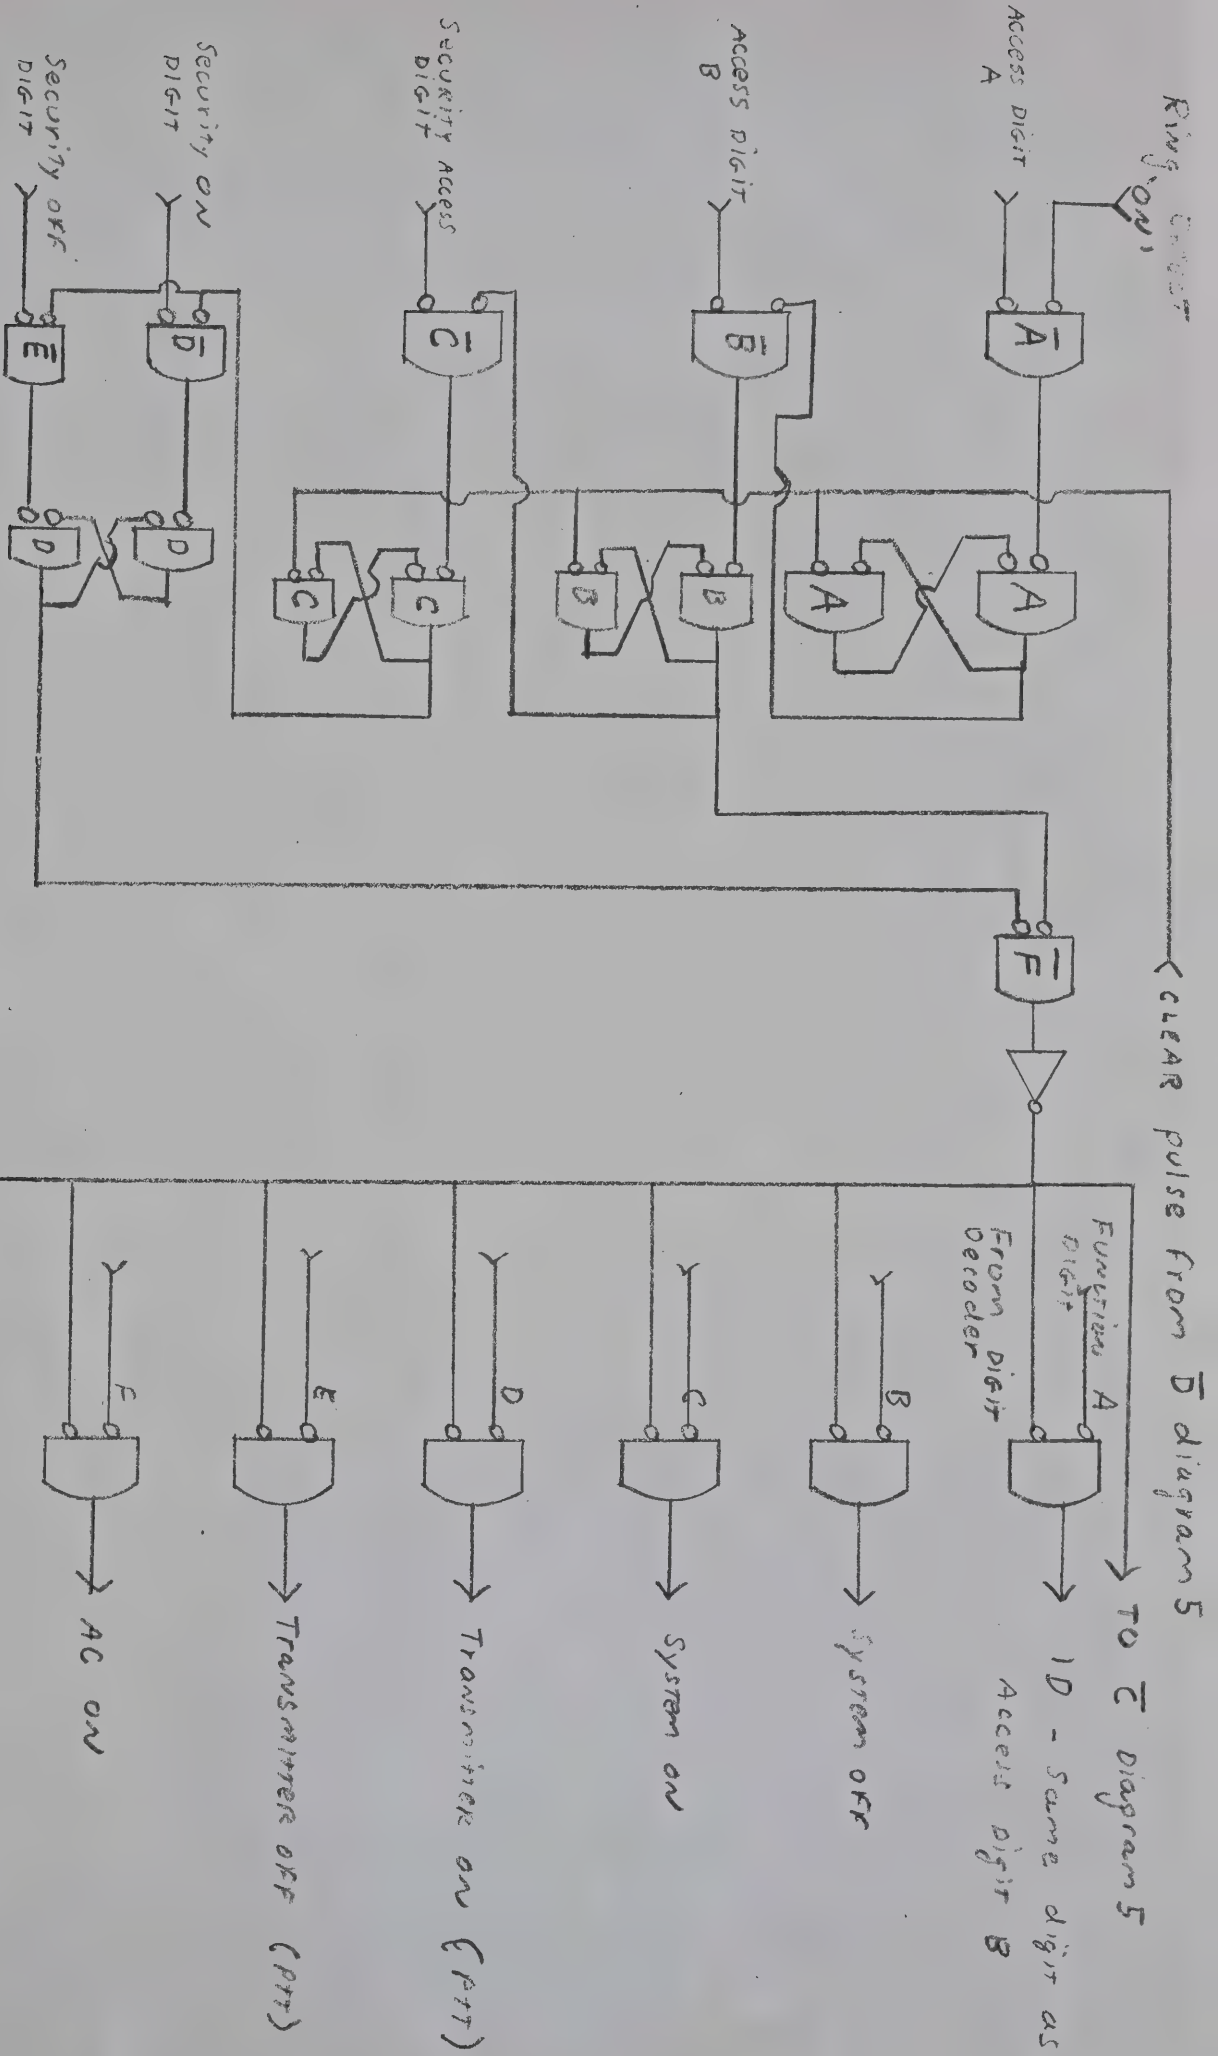 Ring
'ON'
ACCESS DIGIT
A
ACCESS DIGIT
B
Security Access
DIGIT
Security ON
DIGIT
Security OFF
DIGIT
A̅
B̅
C̅
D̅
E̅
A
A
B
B
C
C
D
D
F̅
CLEAR pulse from D̅ diagram 5
TO C̅ Diagram 5
Function A
DIGIT
From DIGIT
Decoder
ID - Same digit as
Access Digit B
B
System OFF
C
System ON
D
Transmitter ON (PTT)
E
Transmitter OFF (PTT)
F
AC ON